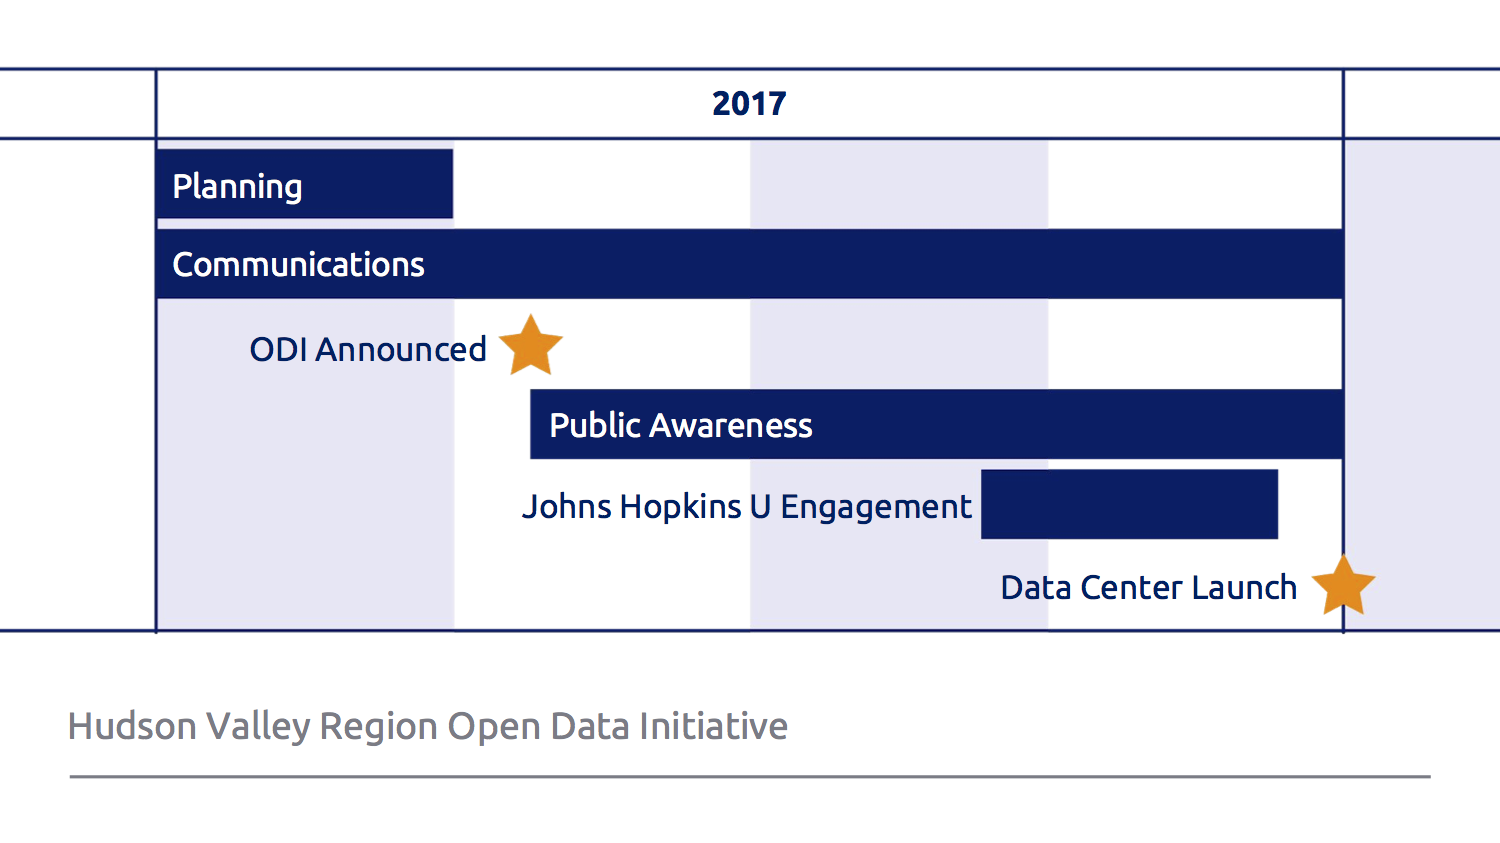 2017
Planning
Communications
ODI Announced
Public Awareness
Johns Hopkins U Engagement
Data Center Launch
Hudson Valley Region Open Data Initiative